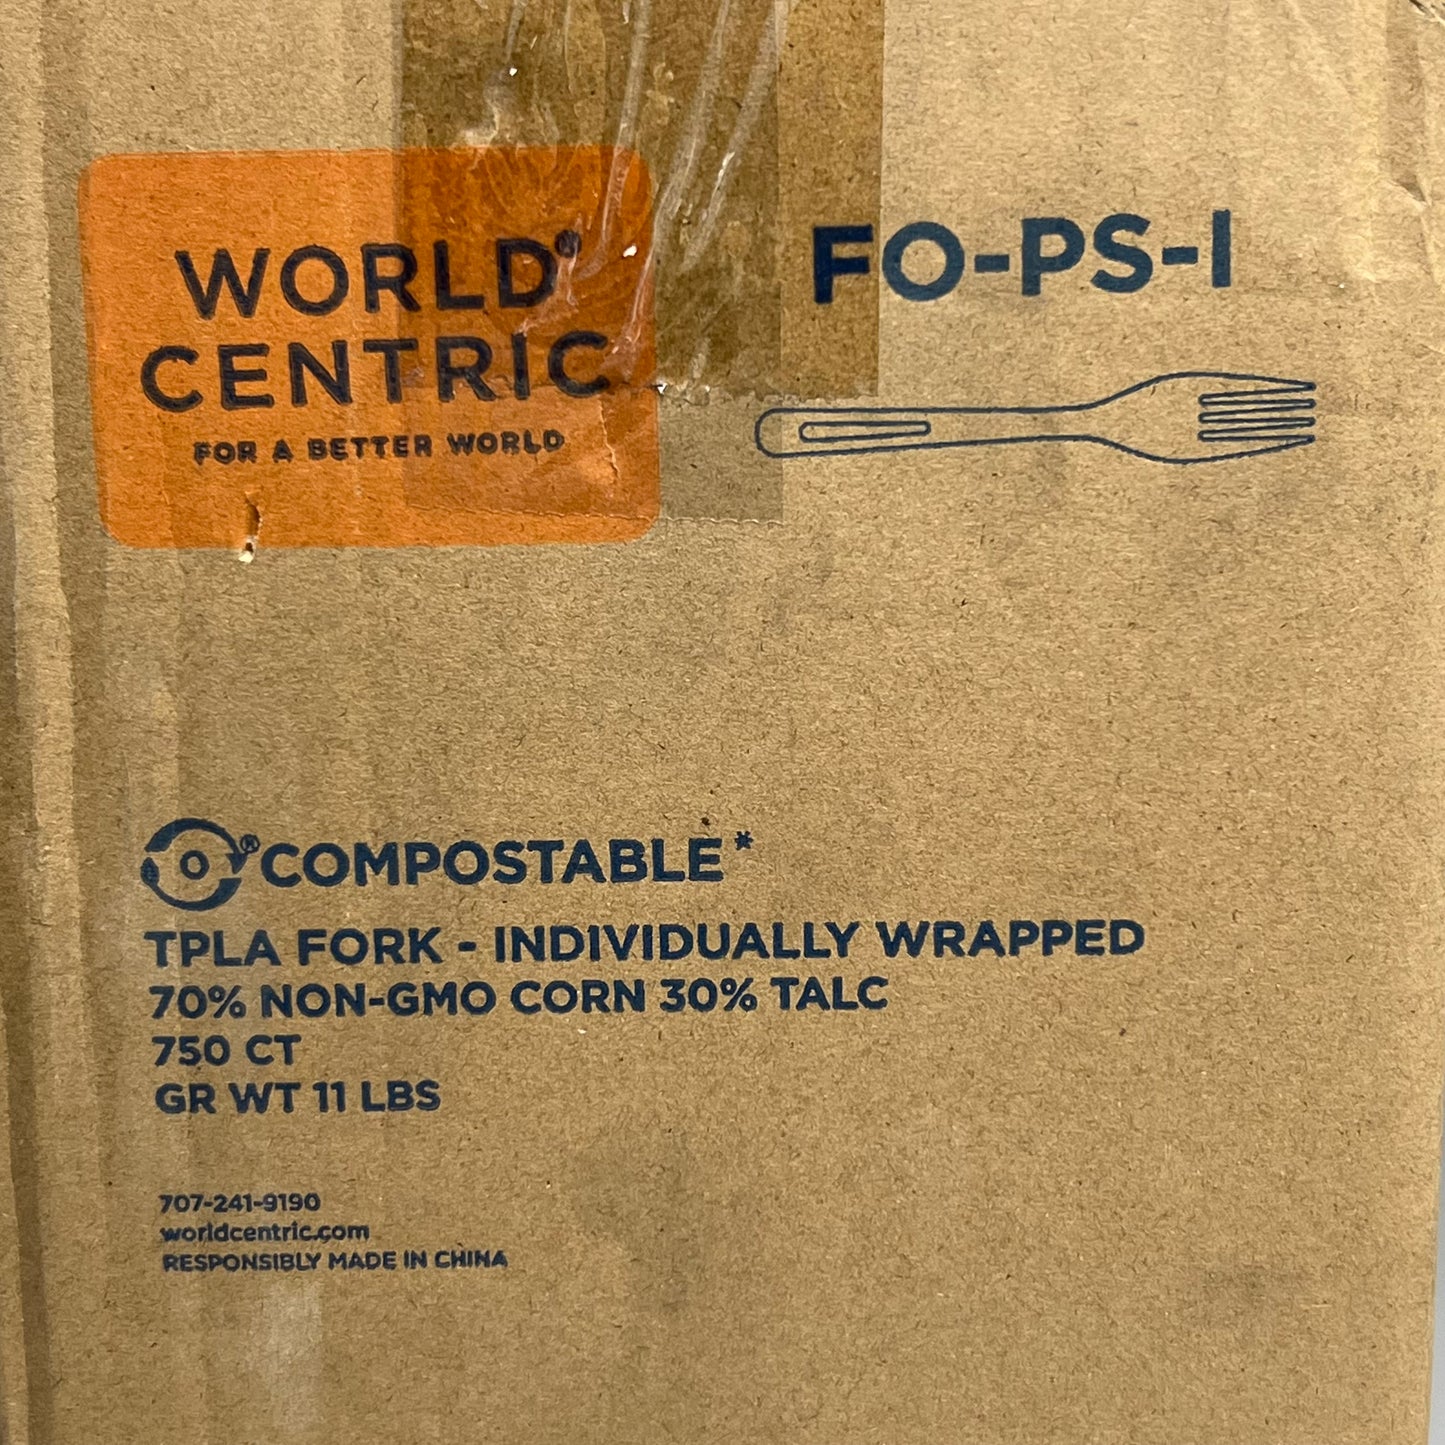 WORLD®
CENTRIC
FOR A BETTER WORLD
FO-PS-I
®COMPOSTABLE*
TPLA FORK - INDIVIDUALLY WRAPPED
70% NON-GMO CORN 30% TALC
750 CT
GR WT 11 LBS
707-241-9190
worldcentric.com
RESPONSIBLY MADE IN CHINA